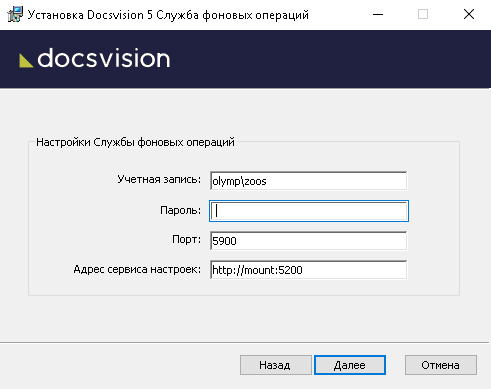 Установка Docsvision 5 Служба фоновых операций
docsvision
Настройки Службы фоновых операций
Учетная запись: olymp\zoos
Пароль:
Порт: 5900
Адрес сервиса настроек: http://mount:5200
Назад Далее Отмена